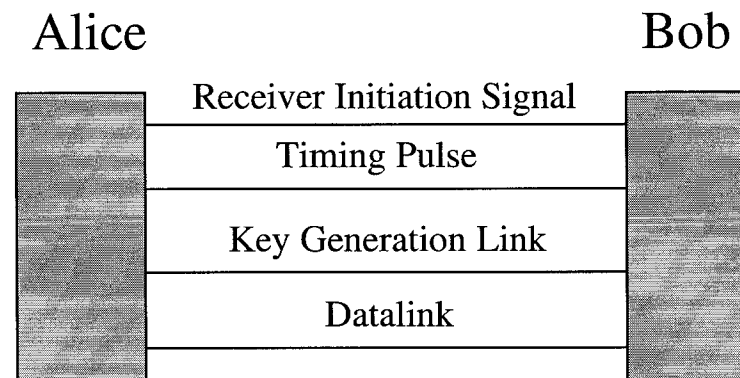 Alice
Bob
Receiver Initiation Signal
Timing Pulse
Key Generation Link
Datalink